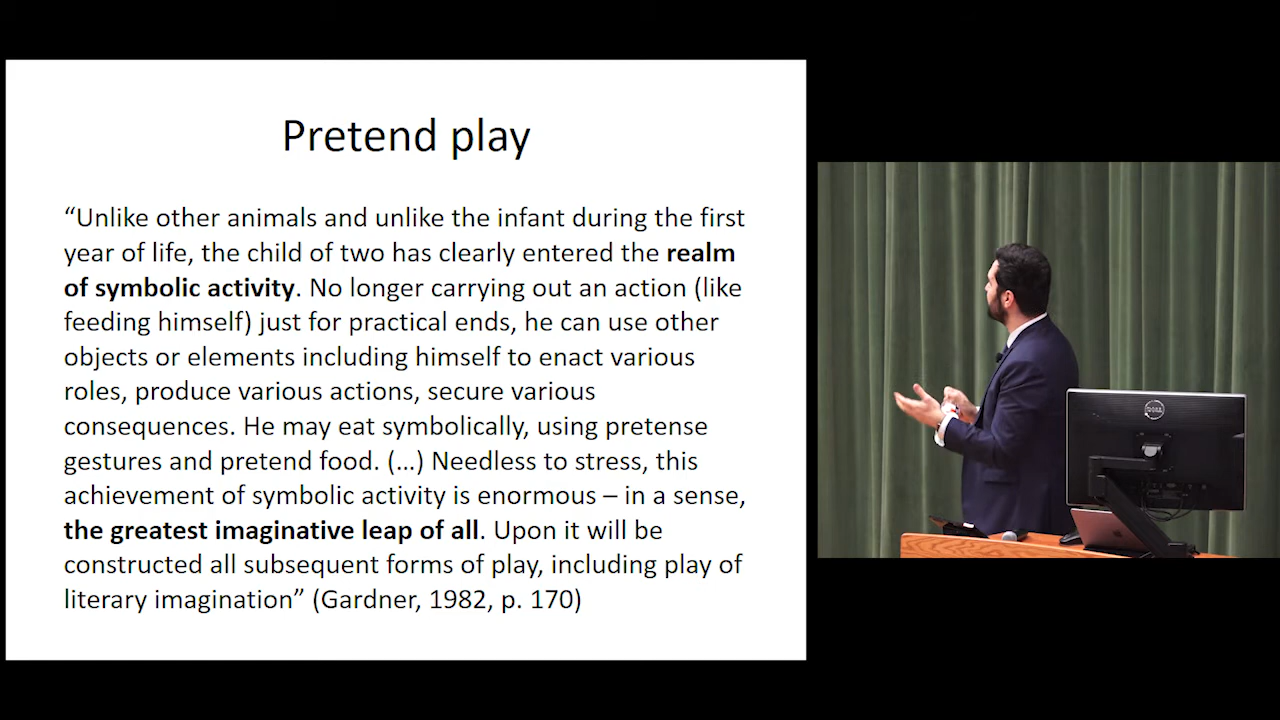 Pretend play
“Unlike other animals and unlike the infant during the first
year of life, the child of two has clearly entered the realm
of symbolic activity. No longer carrying out an action (like
feeding himself) just for practical ends, he can use other
objects or elements including himself to enact various
roles, produce various actions, secure various
consequences. He may eat symbolically, using pretense
gestures and pretend food. (…) Needless to stress, this
achievement of symbolic activity is enormous – in a sense,
the greatest imaginative leap of all. Upon it will be
constructed all subsequent forms of play, including play of
literary imagination” (Gardner, 1982, p. 170)
DELL